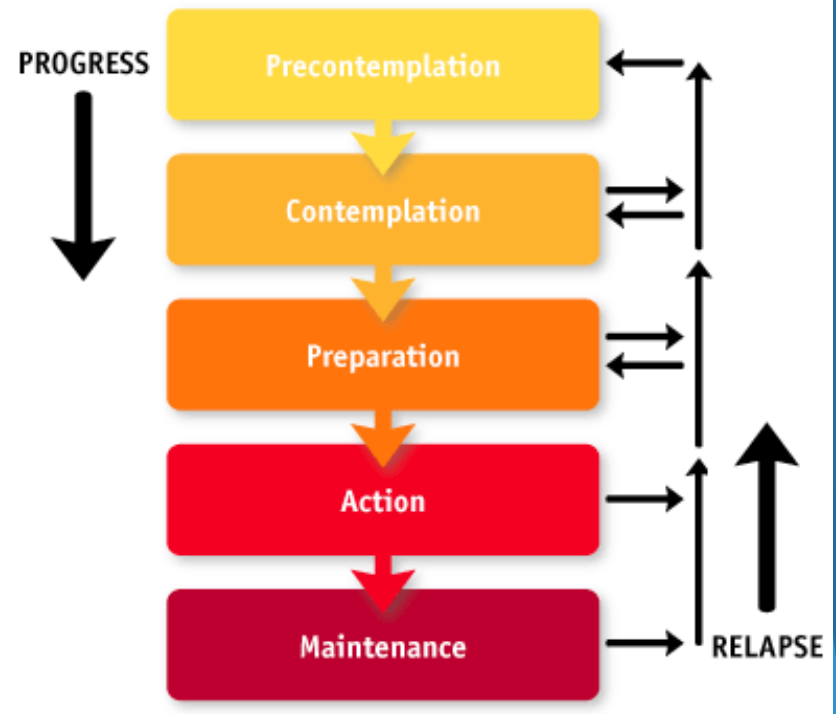 PROGRESS
Precontemplation
Contemplation
Preparation
Action
Maintenance
RELAPSE